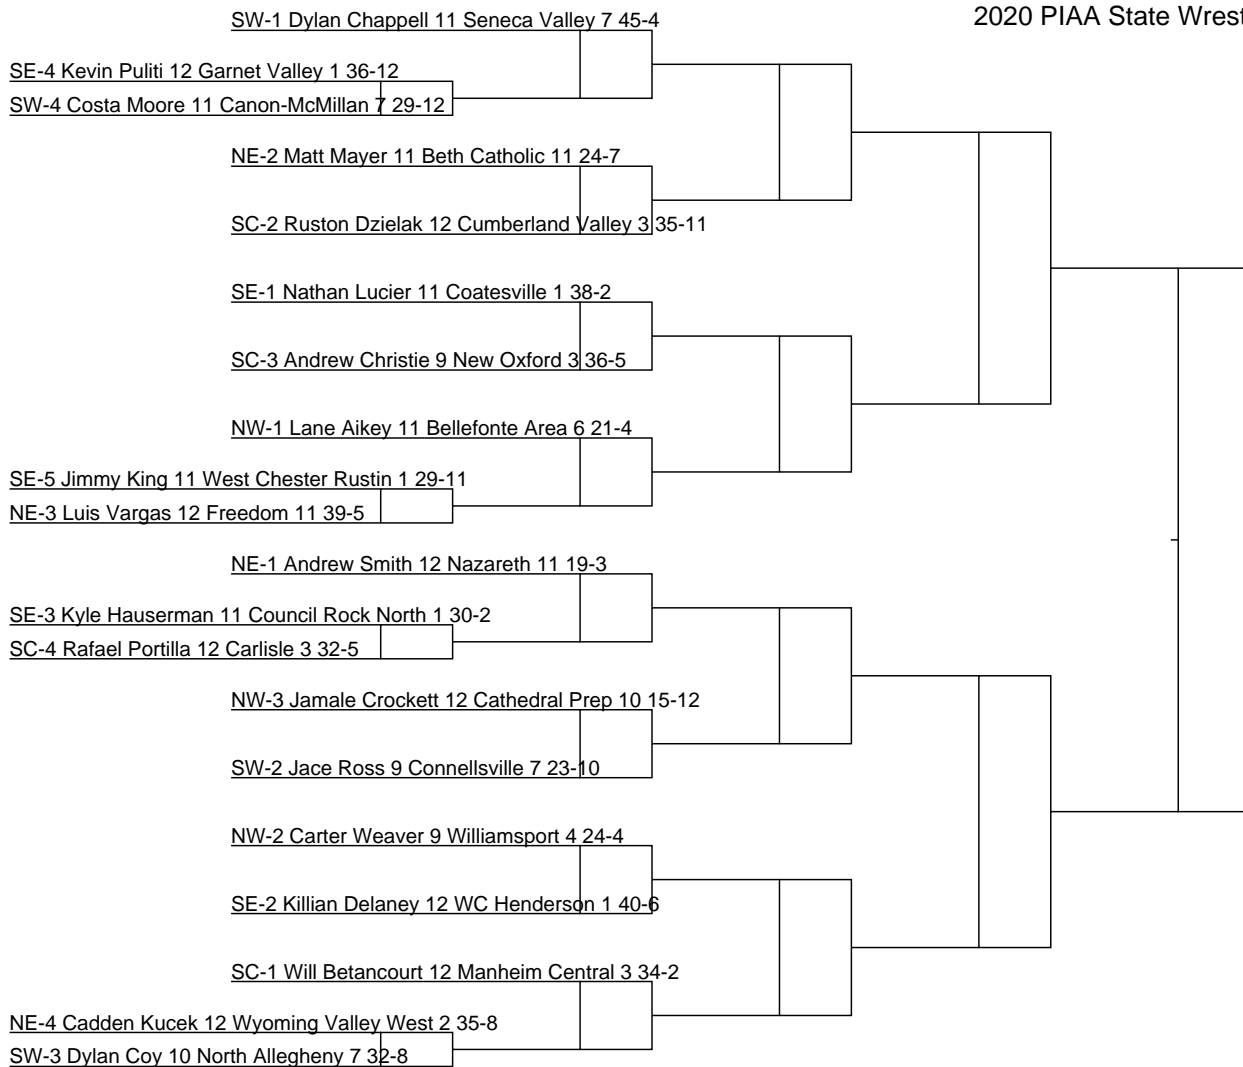 2020 PIAA State Wrest
SW-1 Dylan Chappell 11 Seneca Valley 7 45-4
SE-4 Kevin Puliti 12 Garnet Valley 1 36-12
SW-4 Costa Moore 11 Canon-McMillan 7 29-12
NE-2 Matt Mayer 11 Beth Catholic 11 24-7
SC-2 Ruston Dzielak 12 Cumberland Valley 3 35-11
SE-1 Nathan Lucier 11 Coatesville 1 38-2
SC-3 Andrew Christie 9 New Oxford 3 36-5
NW-1 Lane Aikey 11 Bellefonte Area 6 21-4
SE-5 Jimmy King 11 West Chester Rustin 1 29-11
NE-3 Luis Vargas 12 Freedom 11 39-5
NE-1 Andrew Smith 12 Nazareth 11 19-3
SE-3 Kyle Hauserman 11 Council Rock North 1 30-2
SC-4 Rafael Portilla 12 Carlisle 3 32-5
NW-3 Jamale Crockett 12 Cathedral Prep 10 15-12
SW-2 Jace Ross 9 Connellsville 7 23-10
NW-2 Carter Weaver 9 Williamsport 4 24-4
SE-2 Killian Delaney 12 WC Henderson 1 40-6
SC-1 Will Betancourt 12 Manheim Central 3 34-2
NE-4 Cadden Kucek 12 Wyoming Valley West 2 35-8
SW-3 Dylan Coy 10 North Allegheny 7 32-8